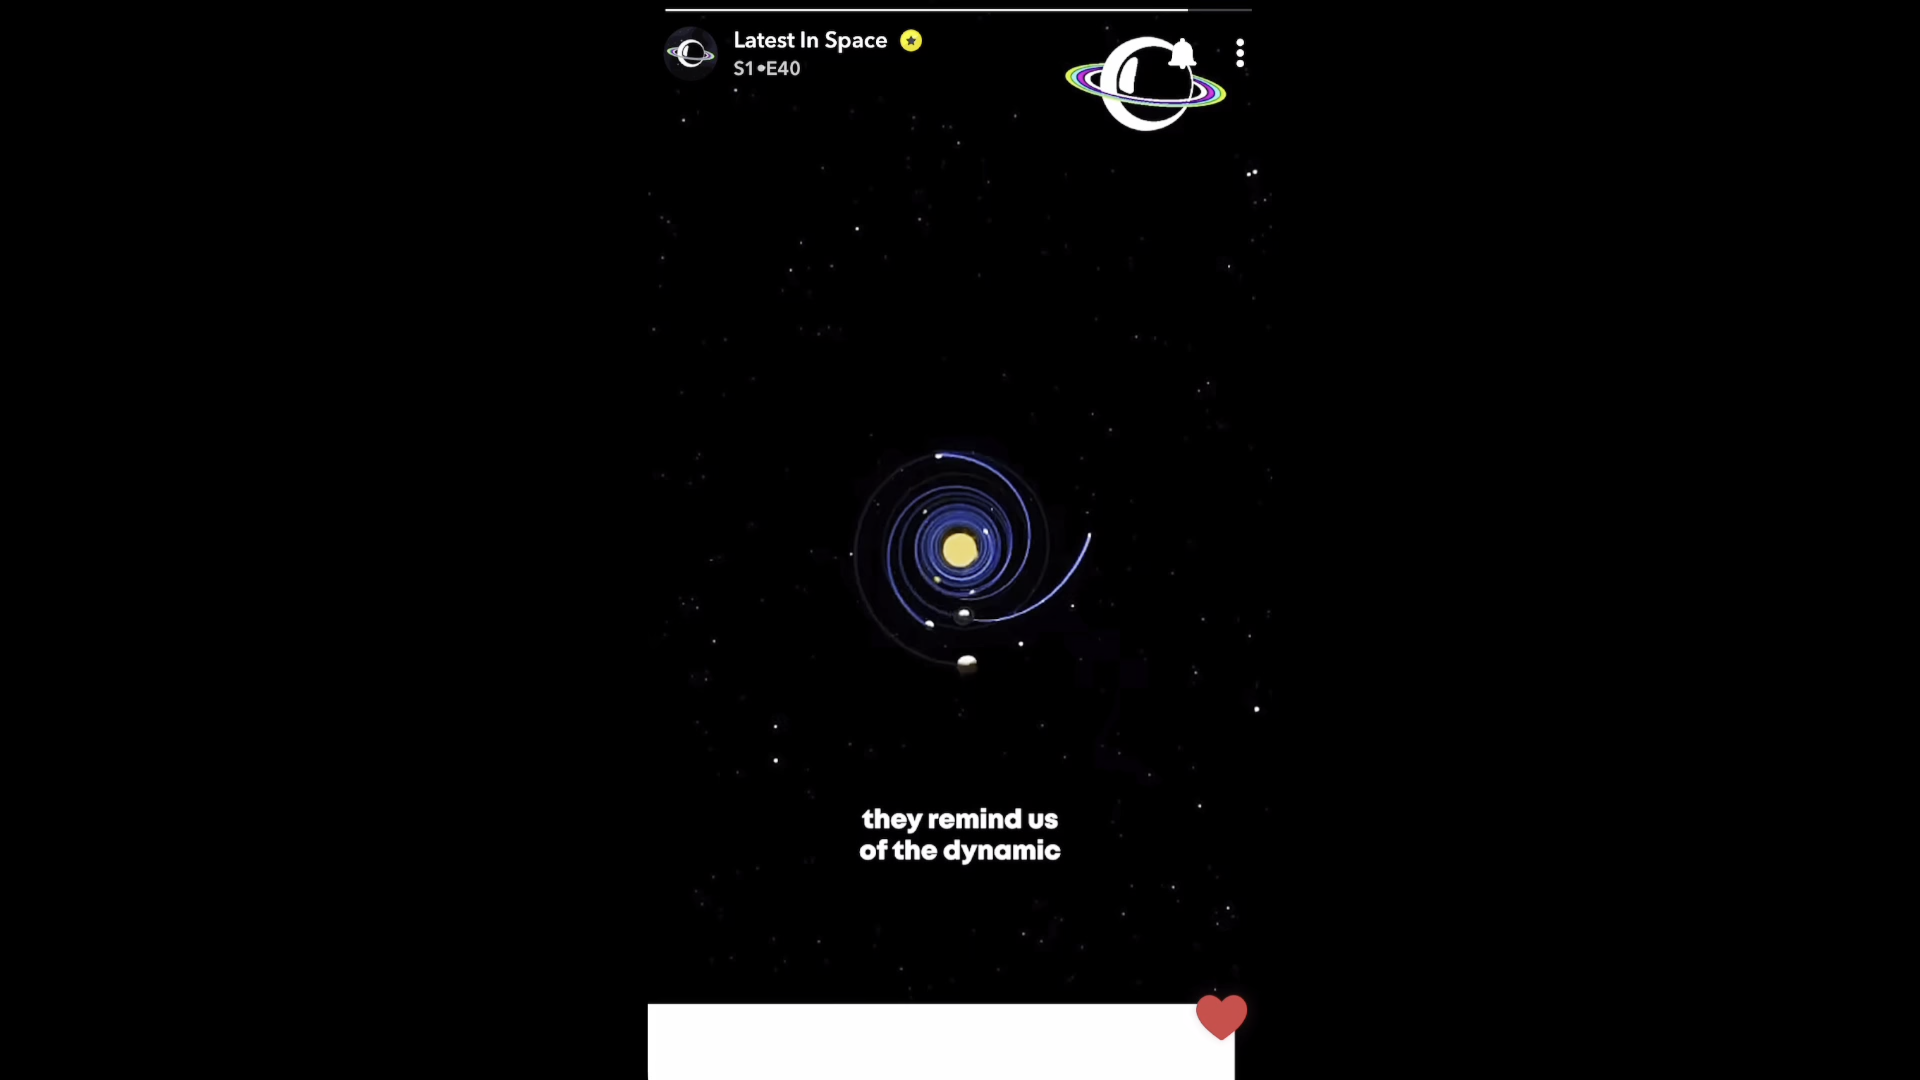 Latest In Space
S1•E40
they remind us
of the dynamic